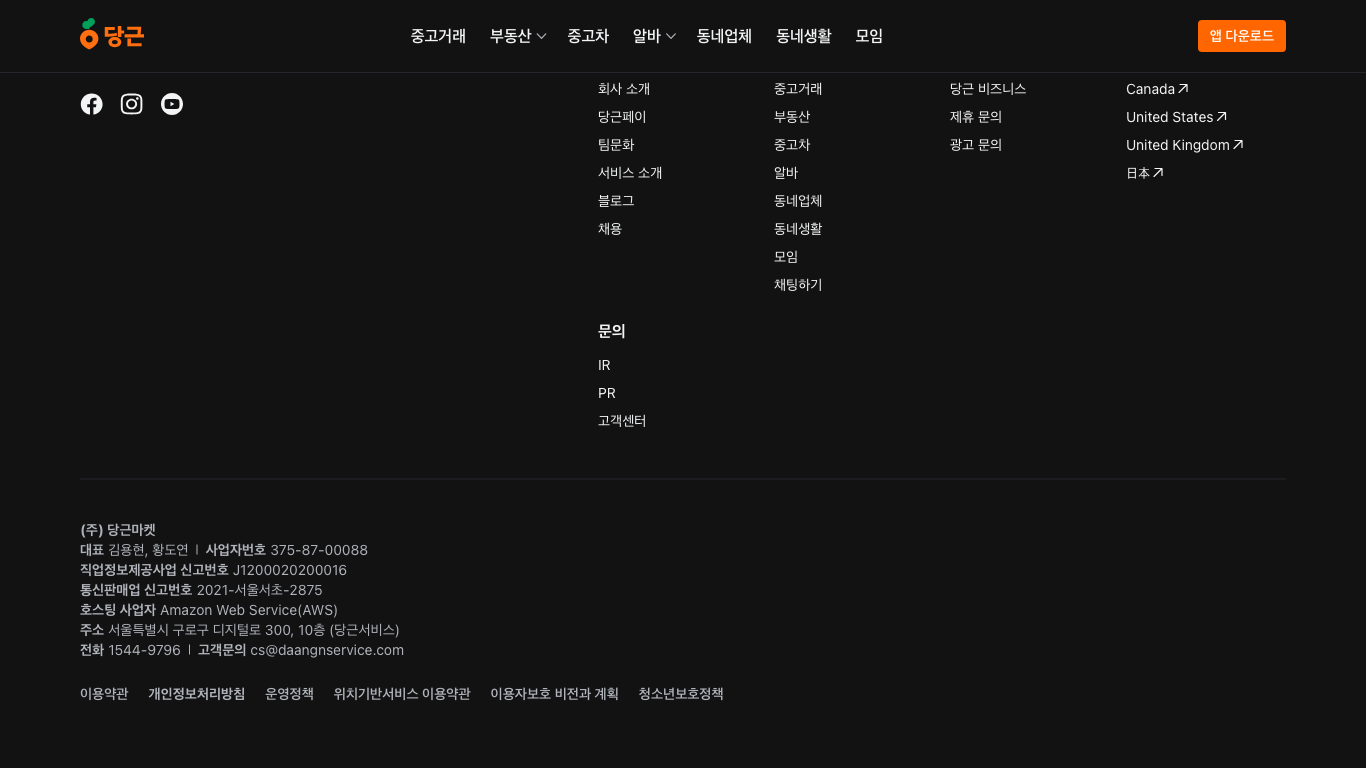 당근
중고거래 부동산 중고차 알바 동네업체 동네생활 모임
앱 다운로드
회사 소개
당근페이
팀문화
서비스 소개
블로그
채용
중고거래
부동산
중고차
알바
동네업체
동네생활
모임
채팅하기
당근 비즈니스
제휴 문의
광고 문의
Canada
United States
United Kingdom
日本
문의
IR
PR
고객센터
(주) 당근마켓
대표 김용현, 황도연 | 사업자번호 375-87-00088
직업정보제공사업 신고번호 J1200020200016
통신판매업 신고번호 2021-서울서초-2875
호스팅 사업자 Amazon Web Service(AWS)
주소 서울특별시 구로구 디지털로 300, 10층 (당근서비스)
전화 1544-9796 | 고객문의 cs@daangnservice.com
이용약관 개인정보처리방침 운영정책 위치기반서비스 이용약관 이용자보호 비전과 계획 청소년보호정책